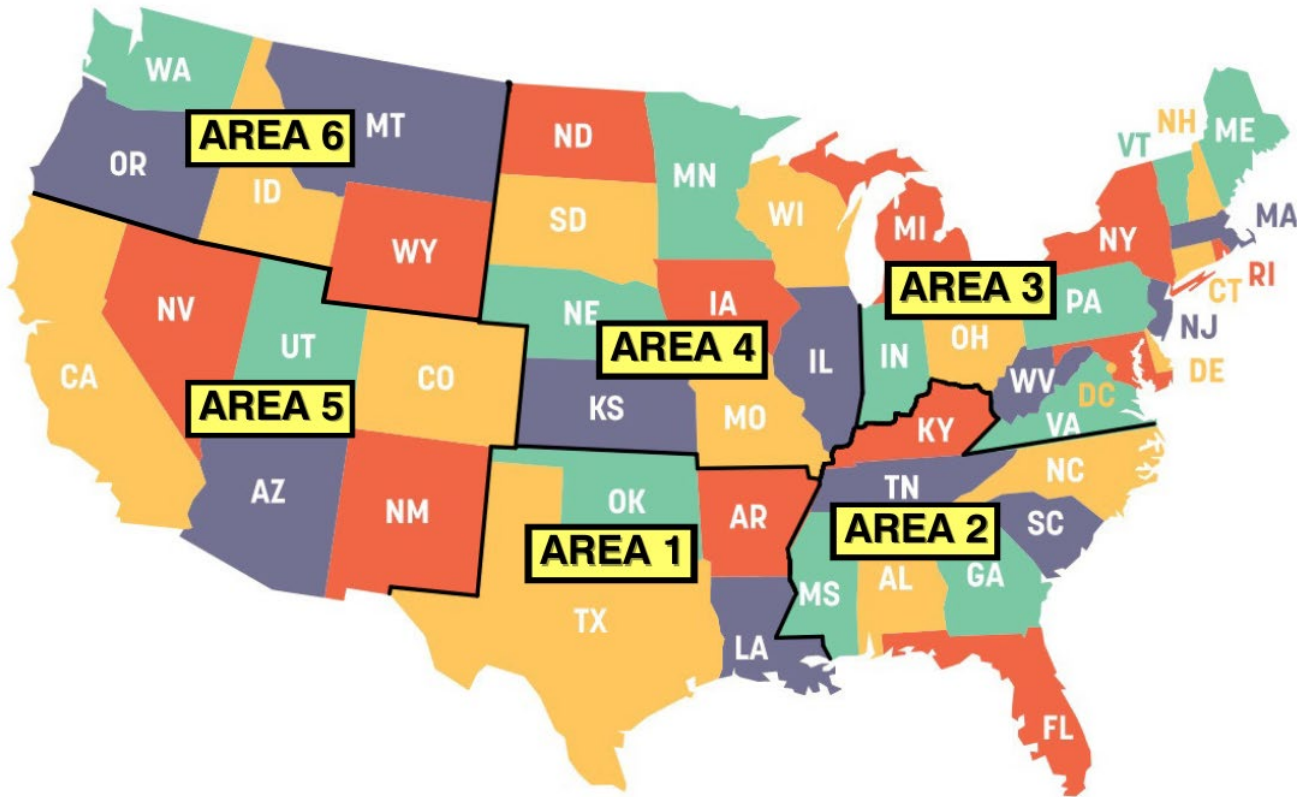 WA
NH
VT
ME
AREA 6
MT
ND
OR
MN
ID
SD
WI
MI
MA
NY
WY
RI
NV
NE
IA
AREA 3
PA
CT
UT
AREA 4
IN
OH
NJ
CA
CO
IL
WV
DE
DC
AREA 5
KS
MO
KY
VA
NC
AZ
TN
NM
OK
AR
AREA 2
SC
AREA 1
MS
AL
GA
TX
LA
FL